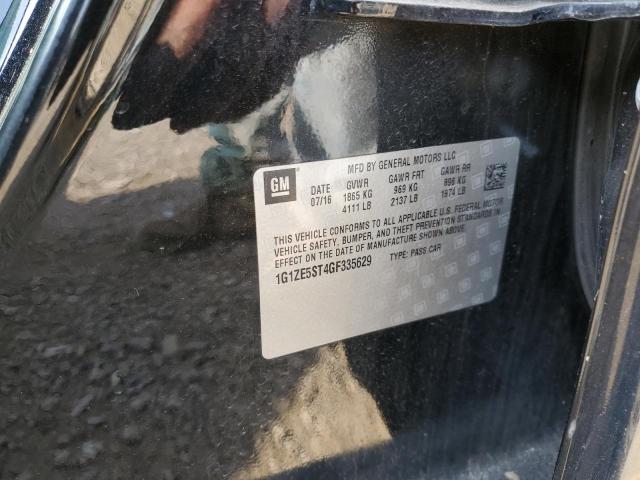 MFD BY GENERAL MOTORS LLC
GM DATE GVWR GAWR FRT GAWR RR
07/16 1865 KG 969 KG 896 KG
4111 LB 2137 LB 1974 LB
THIS VEHICLE CONFORMS TO ALL APPLICABLE U.S. FEDERAL MOTOR
VEHICLE SAFETY, BUMPER, AND THEFT PREVENTION STANDARDS IN
EFFECT ON THE DATE OF MANUFACTURE SHOWN ABOVE.
1G1ZE5ST4GF335629 TYPE: PASS CAR